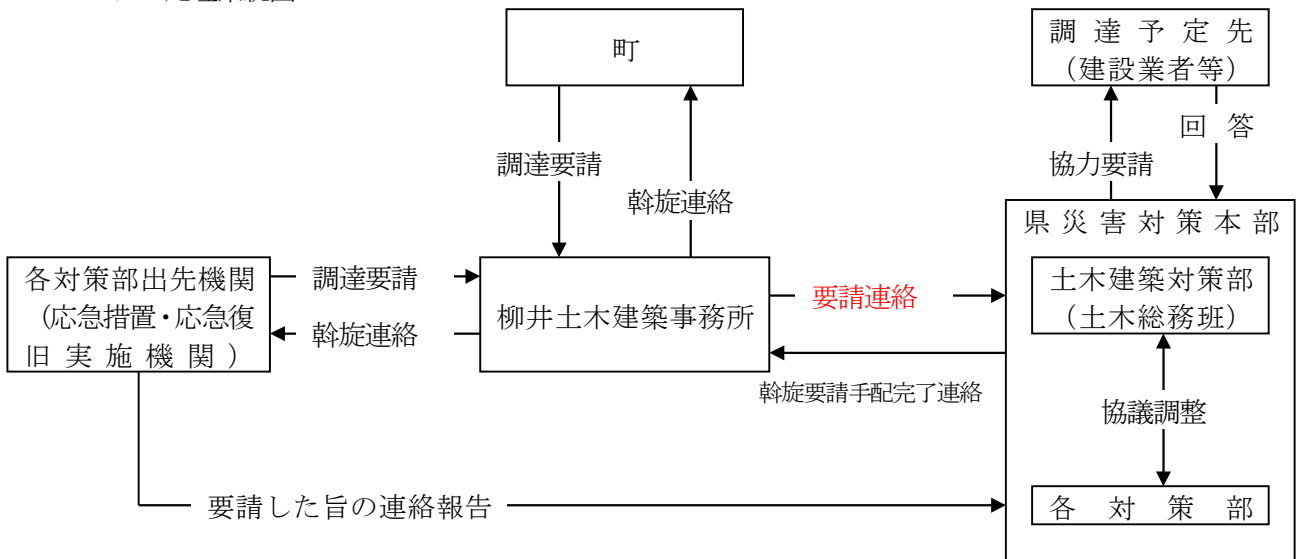 町
調達予定先
（建設業者等）
回答
調達要請
協力要請
斡旋連絡
県災害対策本部
各対策部出先機関
（応急措置・応急復
旧実施機関）
調達要請
斡旋連絡
柳井土木建築事務所
要請連絡
土木建築対策部
（土木総務班）
斡旋要請手配完了連絡
協議調整
要請した旨の連絡報告
各対策部